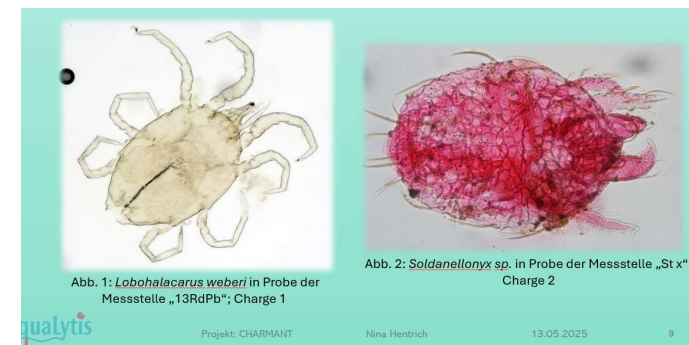 Abb. 1: Lobohalacarus weberi in Probe der
Messstelle „13RdPb“; Charge 1
Abb. 2: Soldanellonyx sp. in Probe der Messstelle „St x“
Charge 2
qualytis
Projekt: CHARMANT
Nina Hentrich
13.05.2025
9